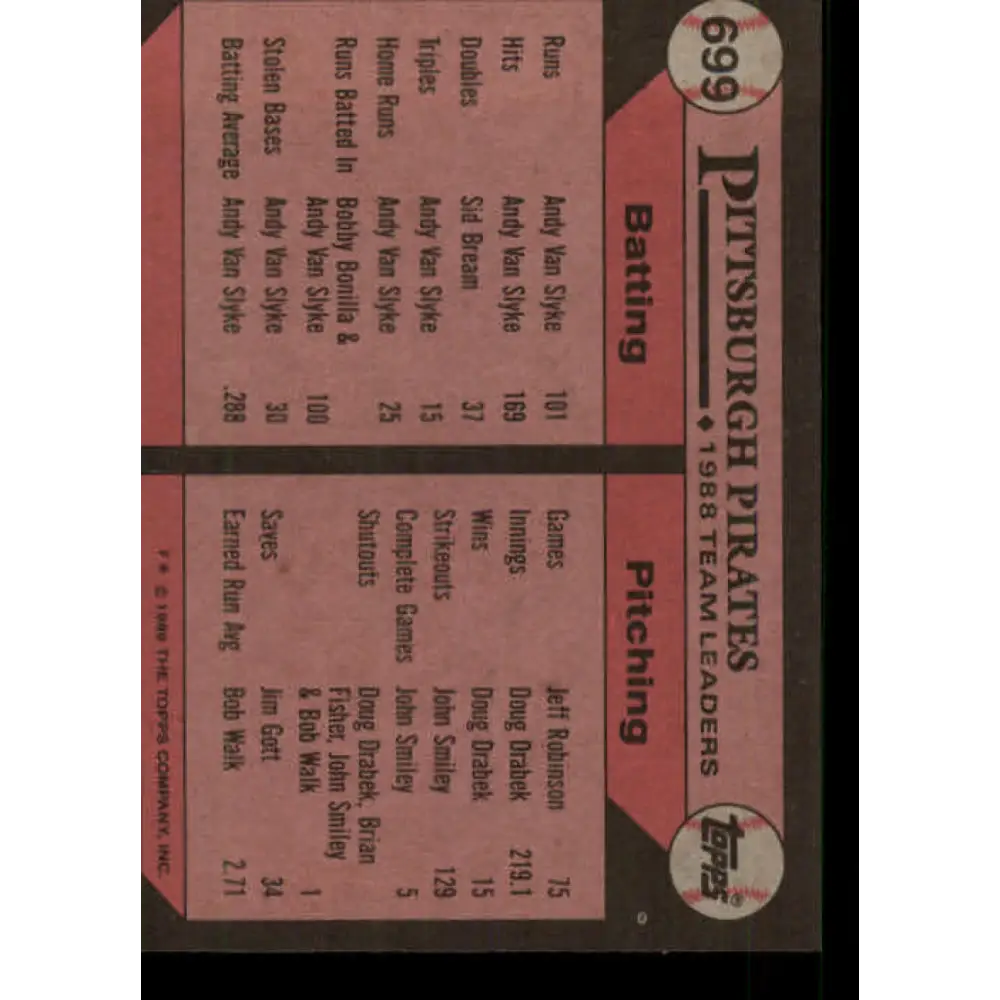 699
PITTSBURGH PIRATES
◆ 1988 TEAM LEADERS
TOPPS®
Batting
Runs Andy Van Slyke 101
Hits Andy Van Slyke 169
Doubles Sid Bream 37
Triples Andy Van Slyke 15
Home Runs Andy Van Slyke 25
Runs Batted In Bobby Bonilla &
Andy Van Slyke 100
Stolen Bases Andy Van Slyke 30
Batting Average Andy Van Slyke .288
Pitching
Games Jeff Robinson 75
Innings Doug Drabek 219.1
Wins Doug Drabek 15
Strikeouts John Smiley 129
Complete Games John Smiley 5
Shutouts Doug Drabek, Brian
Fisher, John Smiley
& Bob Walk 1
Saves Jim Gott 34
Earned Run Avg Bob Walk 2.71
F* © 1989 THE TOPPS COMPANY, INC.